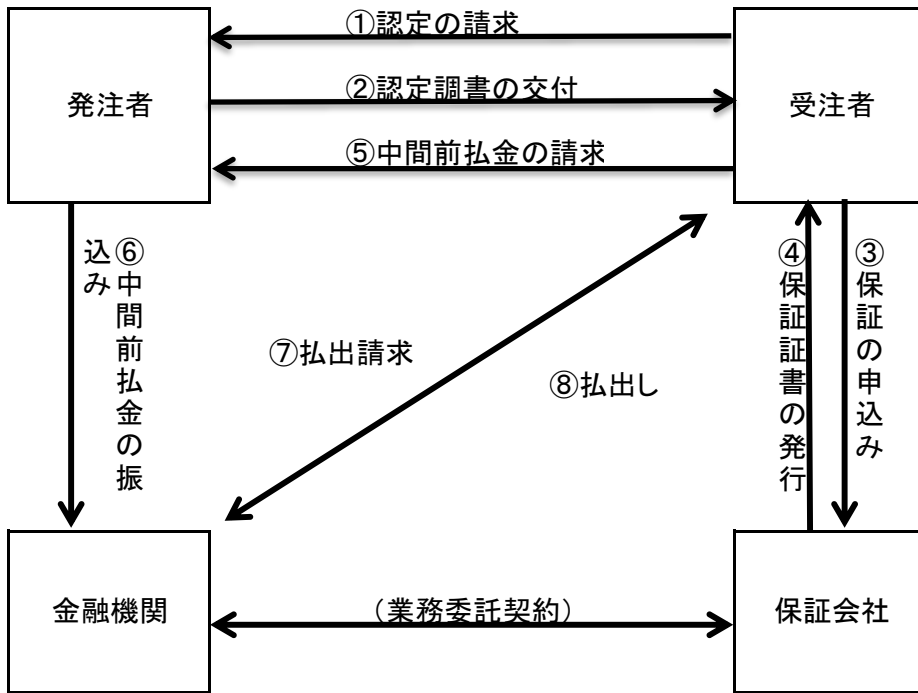 ①認定の請求
発注者
②認定調書の交付
受注者
⑤中間前払金の請求
⑥中間前払金の振
込み
⑦払出請求
⑧払出し
④保証証書の発行
③保証の申込み
金融機関
(業務委託契約)
保証会社